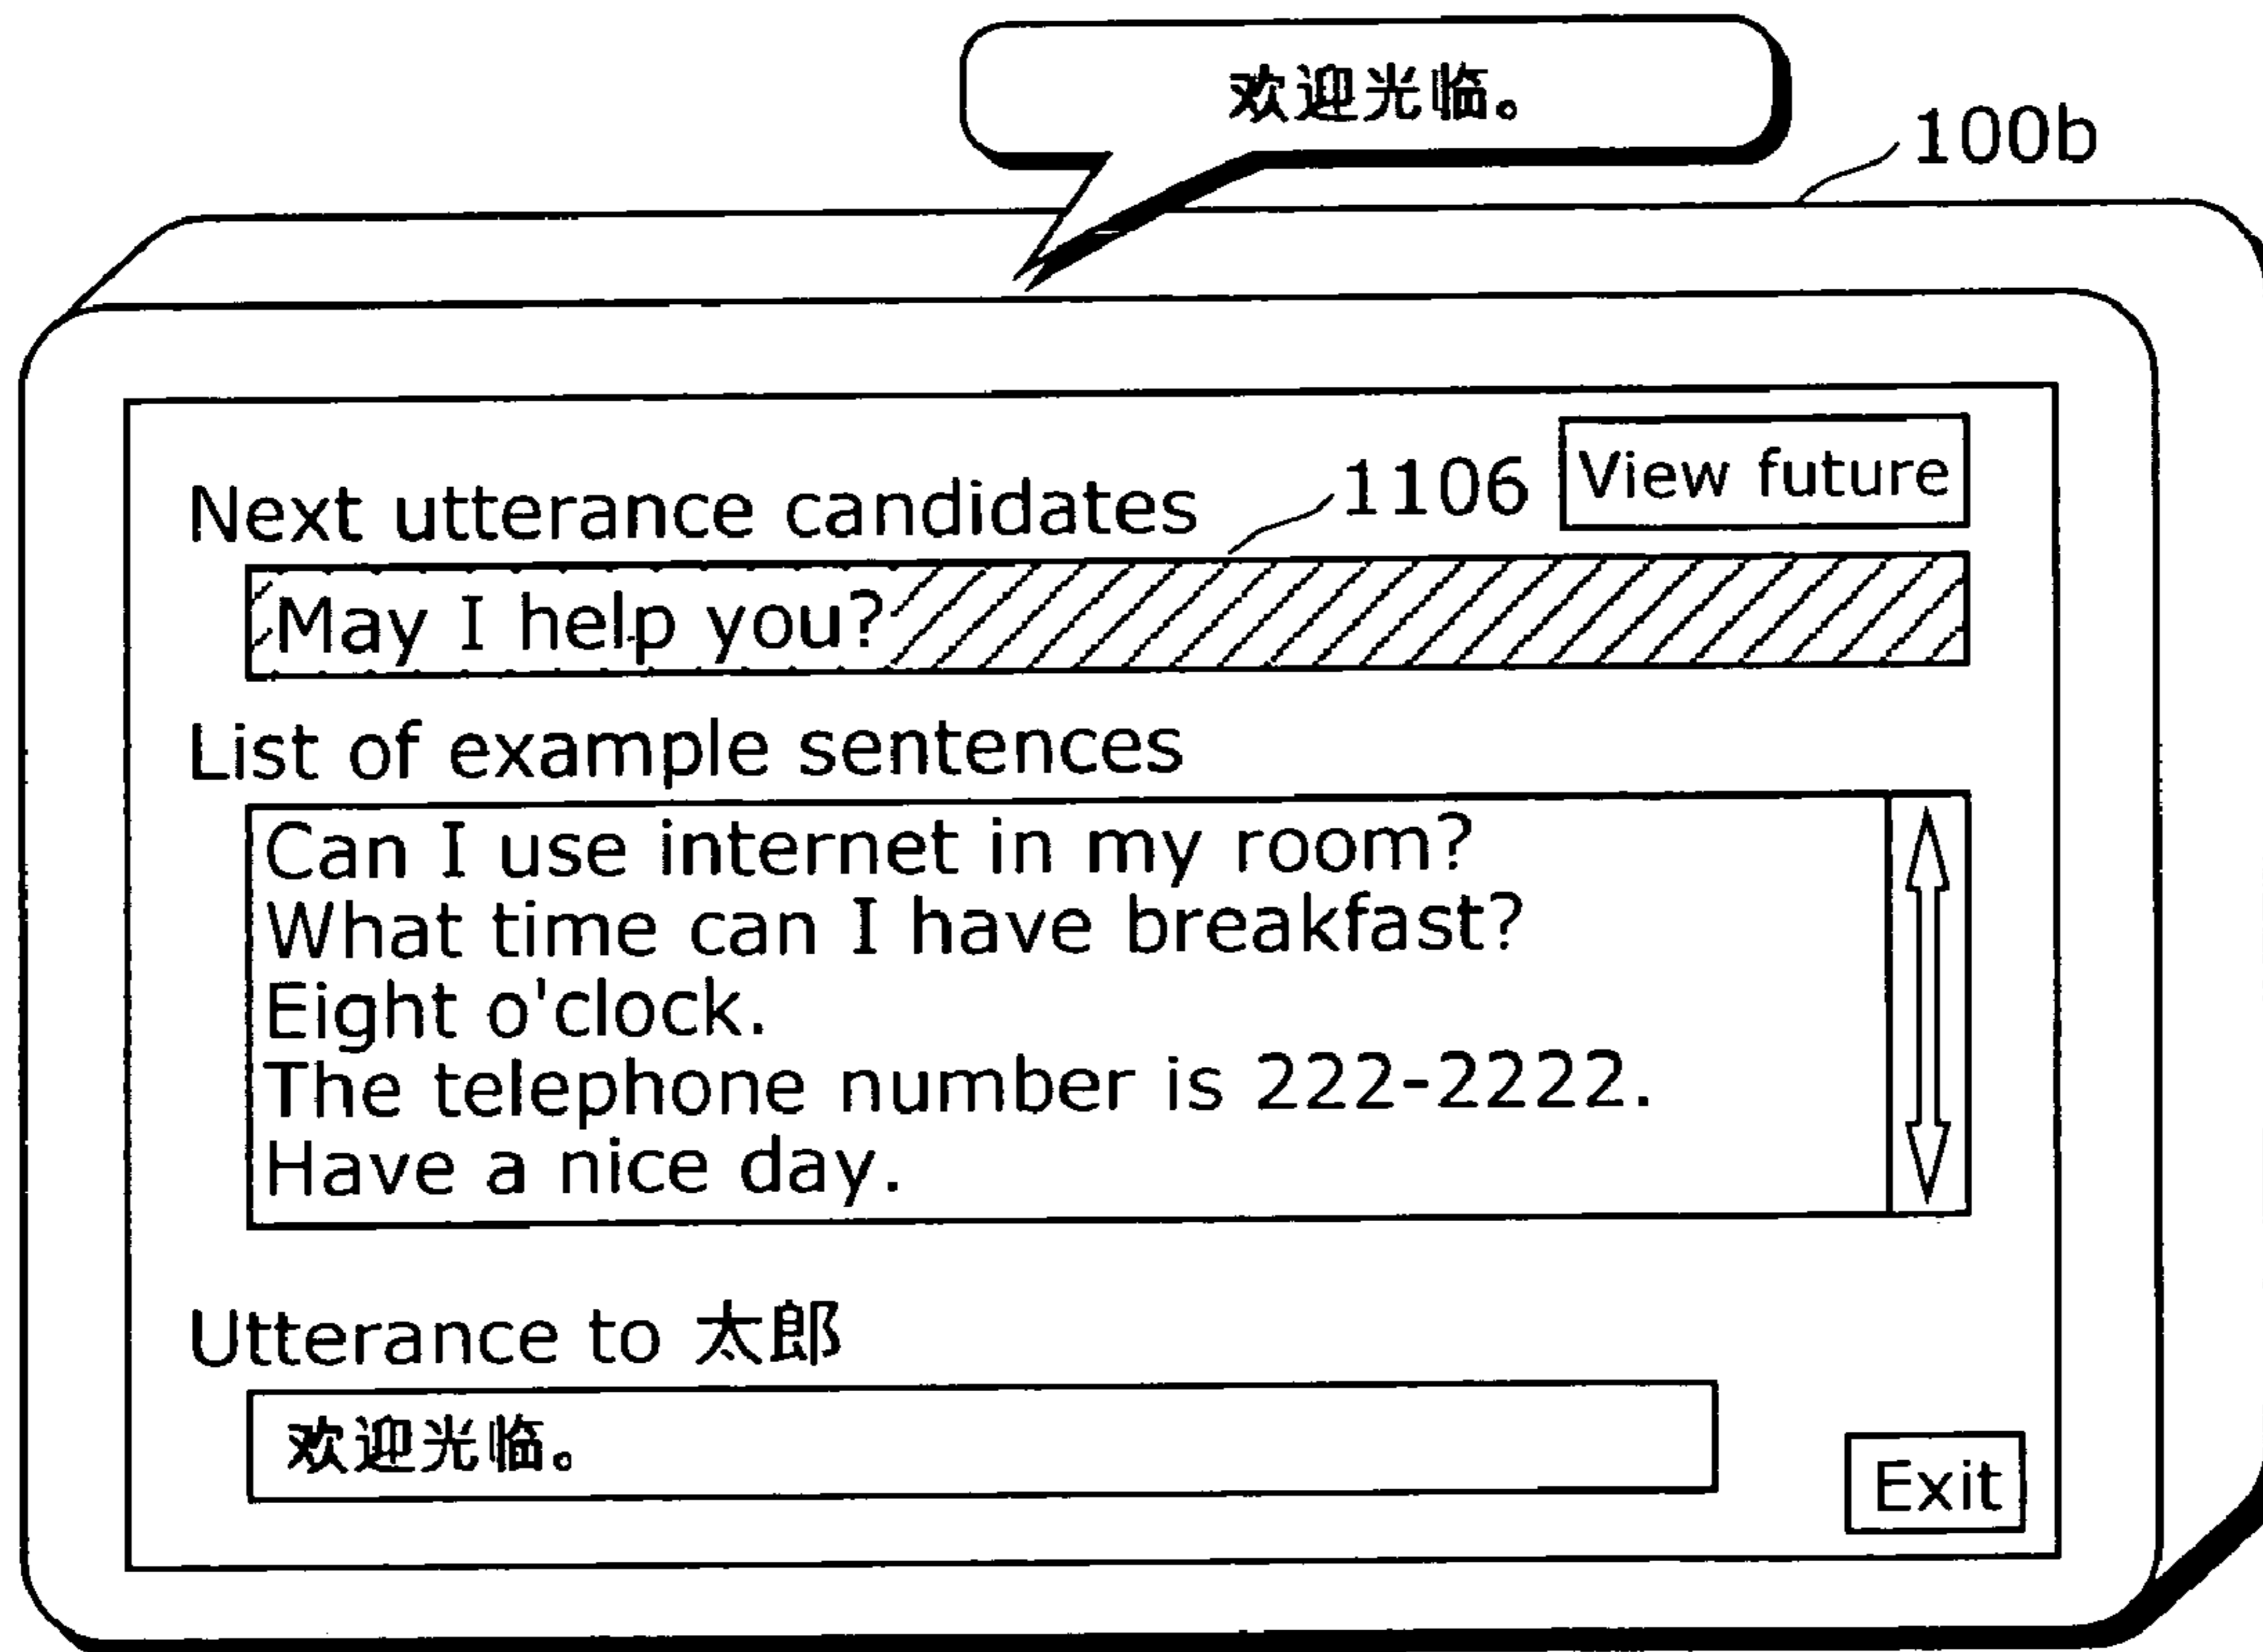 欢迎光临。
100b
View future
Next utterance candidates
1106
May I help you?
List of example sentences
Can I use internet in my room?
What time can I have breakfast?
Eight o'clock.
The telephone number is 222-2222.
Have a nice day.
Utterance to 太郎
欢迎光临。
Exit